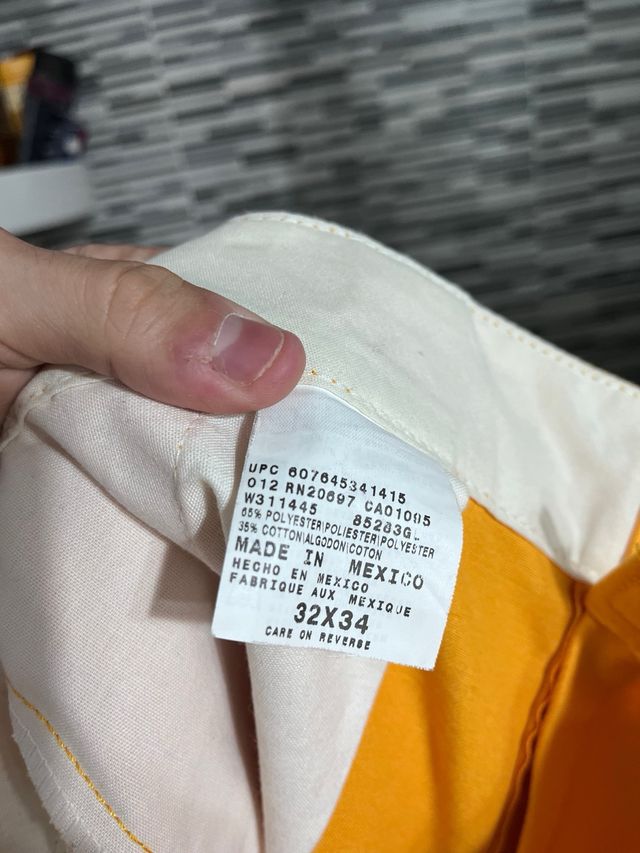 UPC 607645341415
012 RN20697 CA01095
W311445 85283GL
65% POLYESTER|POLIESTER|POLYESTER
35% COTTON|ALGODON|COTON
MADE IN MEXICO
HECHO EN MEXICO
FABRIQUE AUX MEXIQUE
32X34
CARE ON REVERSE